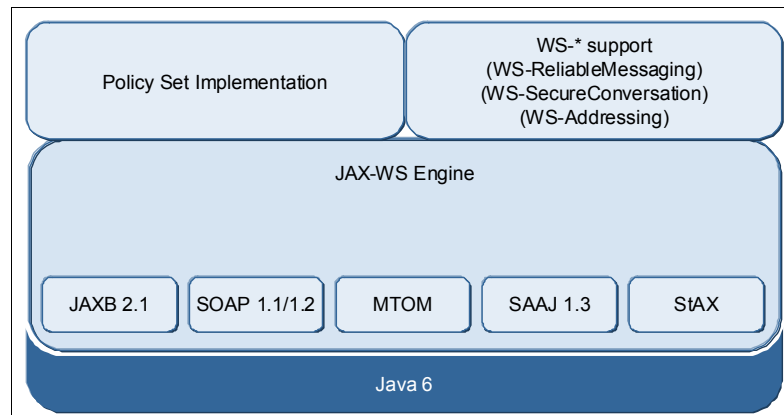 Policy Set Implementation
WS-* support
(WS-ReliableMessaging)
(WS-SecureConversation)
(WS-Addressing)
JAX-WS Engine
JAXB 2.1
SOAP 1.1/1.2
MTOM
SAAJ 1.3
StAX
Java 6